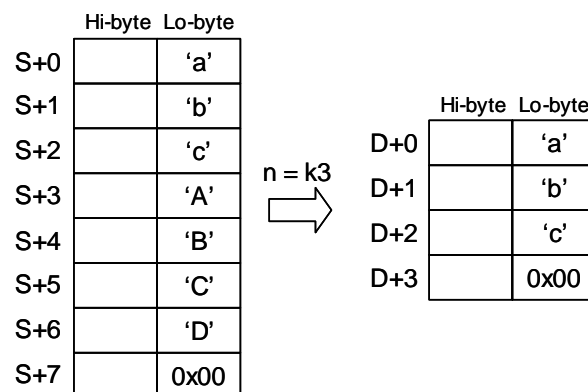 Hi-byte Lo-byte
S+0 ‘a’
S+1 ‘b’
S+2 ‘c’
S+3 ‘A’
S+4 ‘B’
S+5 ‘C’
S+6 ‘D’
S+7 0x00
n = k3
Hi-byte Lo-byte
D+0 ‘a’
D+1 ‘b’
D+2 ‘c’
D+3 0x00